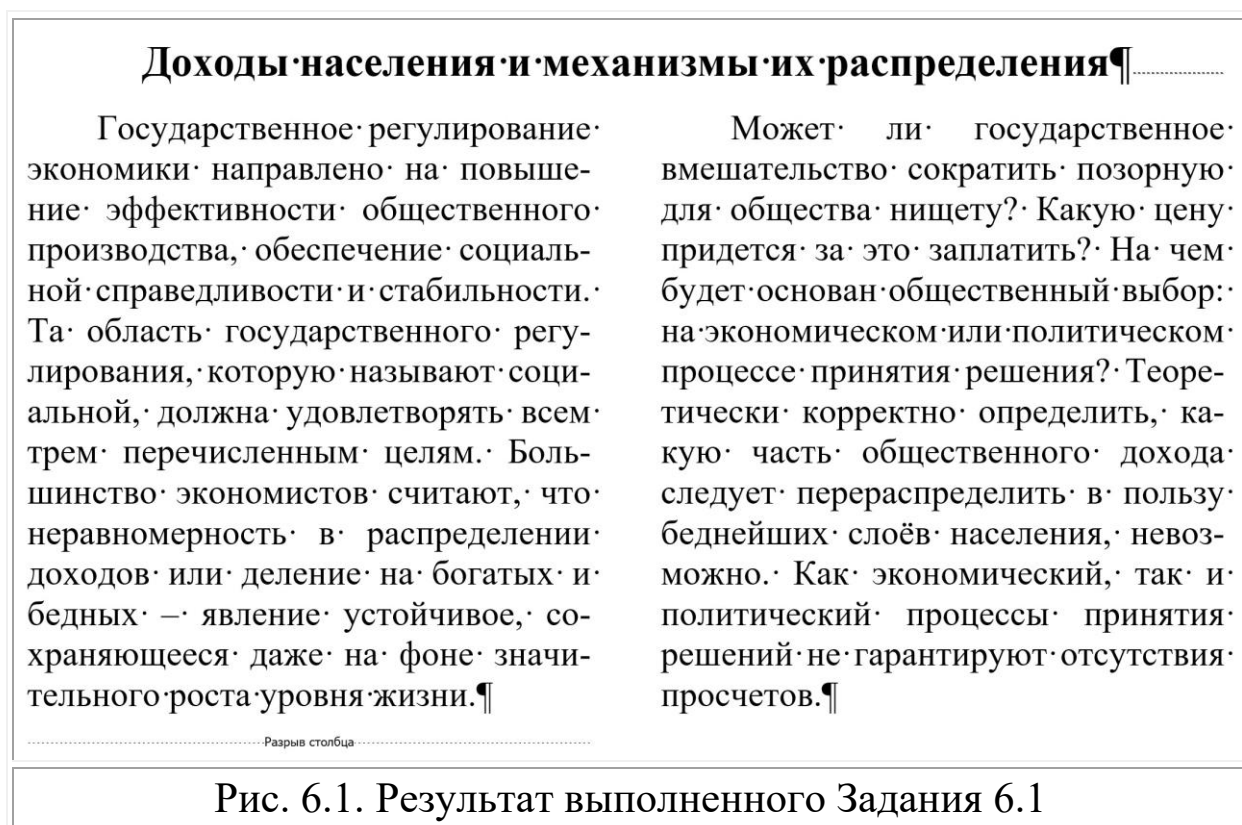 Доходы·населения·и·механизмы·их·распределения¶
Государственное·регулирование·
экономики· направлено· на· повыше-
ние· эффективности· общественного·
производства,· обеспечение· социаль-
ной·справедливости·и·стабильности.·
Та· область· государственного· регу-
лирования,·которую·называют·соци-
альной,· должна· удовлетворять· всем·
трем· перечисленным· целям.· Боль-
шинство· экономистов· считают,· что·
неравномерность· в· распределении·
доходов· или· деление· на· богатых· и·
бедных· –· явление· устойчивое,· со-
храняющееся· даже· на· фоне· значи-
тельного·роста·уровня·жизни.¶
Разрыв столбца
Может· ли· государственное·
вмешательство· сократить· позорную·
для· общества· нищету?· Какую· цену·
придется· за· это· заплатить?· На· чем·
будет·основан·общественный·выбор:·
на·экономическом·или·политическом·
процессе·принятия·решения?·Теоре-
тически· корректно· определить,· ка-
кую· часть· общественного· дохода·
следует· перераспределить· в· пользу·
беднейших· слоёв· населения,· невоз-
можно.· Как· экономический,· так· и·
политический· процессы· принятия·
решений·не·гарантируют·отсутствия·
просчетов.¶
Рис. 6.1. Результат выполненного Задания 6.1